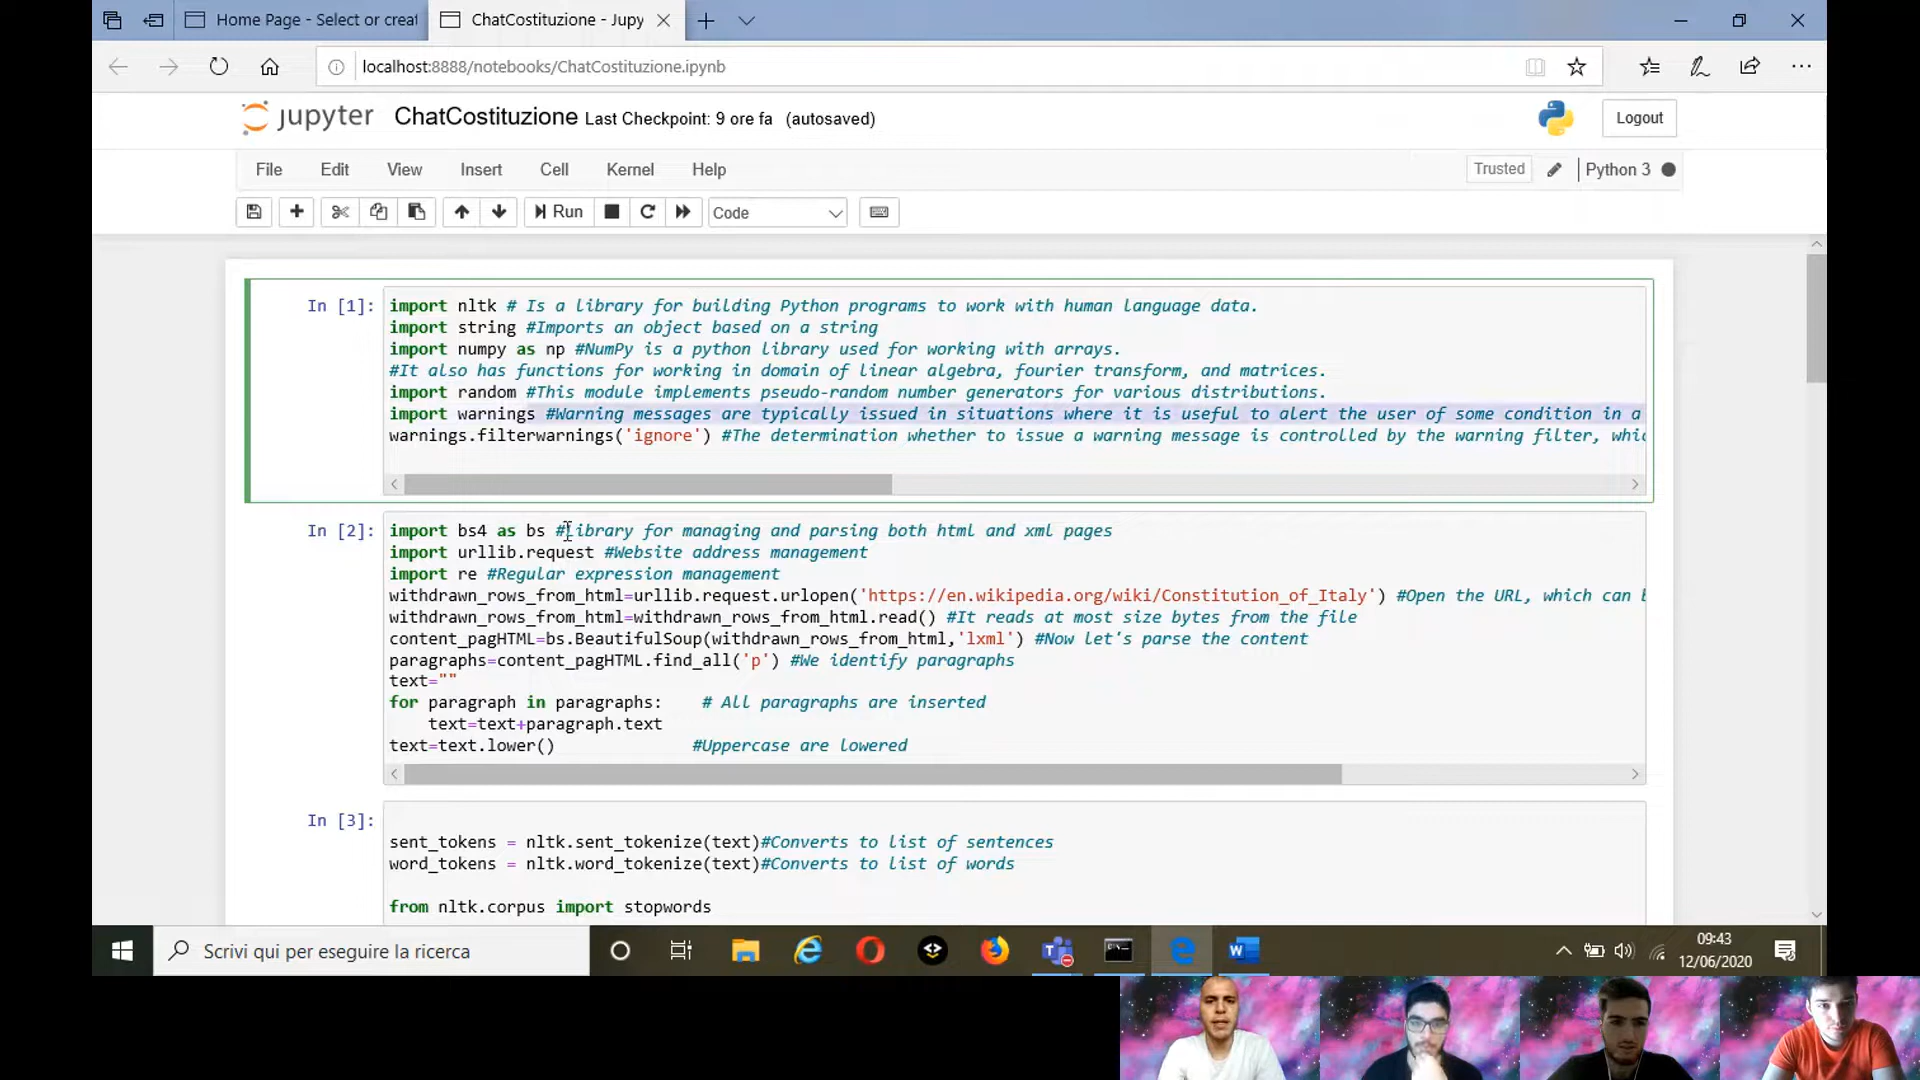 Home Page - Select or creat
ChatCostituzione - Jupy
localhost:8888/notebooks/ChatCostituzione.ipynb
jupyter ChatCostituzione Last Checkpoint: 9 ore fa (autosaved)
Logout
File Edit View Insert Cell Kernel Help
Trusted
Python 3
Run
Code
In [1]:
import nltk # Is a library for building Python programs to work with human language data.
import string #Imports an object based on a string
import numpy as np #NumPy is a python library used for working with arrays.
#It also has functions for working in domain of linear algebra, fourier transform, and matrices.
import random #This module implements pseudo-random number generators for various distributions.
import warnings #Warning messages are typically issued in situations where it is useful to alert the user of some condition in a
warnings.filterwarnings('ignore') #The determination whether to issue a warning message is controlled by the warning filter, whic
In [2]:
import bs4 as bs #Library for managing and parsing both html and xml pages
import urllib.request #Website address management
import re #Regular expression management
withdrawn_rows_from_html=urllib.request.urlopen('https://en.wikipedia.org/wiki/Constitution_of_Italy') #Open the URL, which can b
withdrawn_rows_from_html=withdrawn_rows_from_html.read() #It reads at most size bytes from the file
content_pagHTML=bs.BeautifulSoup(withdrawn_rows_from_html,'lxml') #Now let's parse the content
paragraphs=content_pagHTML.find_all('p') #We identify paragraphs
text=""
for paragraph in paragraphs: # All paragraphs are inserted
text=text+paragraph.text
text=text.lower() #Uppercase are lowered
In [3]:
sent_tokens = nltk.sent_tokenize(text)#Converts to list of sentences
word_tokens = nltk.word_tokenize(text)#Converts to list of words
from nltk.corpus import stopwords
Scrivi qui per eseguire la ricerca
09:43
12/06/2020